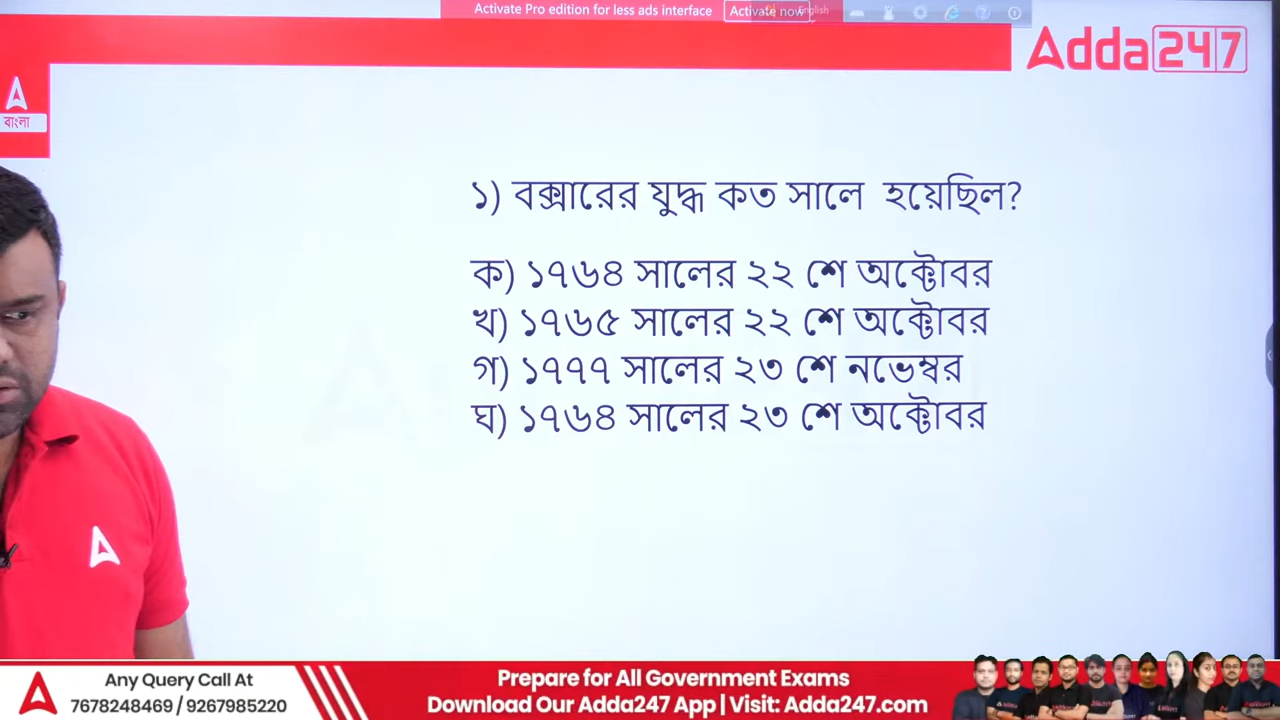 Activate Pro edition for less ads interface Activate now English
Adda247
বাংলা
১) বক্সারের যুদ্ধ কত সালে হয়েছিল?
ক) ১৭৬৪ সালের ২২ শে অক্টোবর
খ) ১৭৬৫ সালের ২২ শে অক্টোবর
গ) ১৭৭৭ সালের ২৩ শে নভেম্বর
ঘ) ১৭৬৪ সালের ২৩ শে অক্টোবর
Any Query Call At
7678248469 / 9267985220
Prepare for All Government Exams
Download Our Adda247 App | Visit: Adda247.com